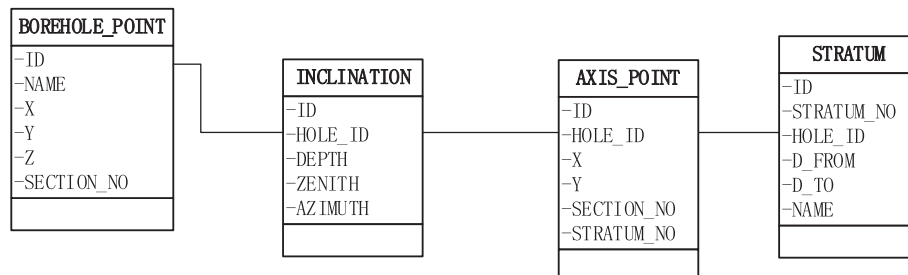 BOREHOLE_POINT
-ID
-NAME
-X
-Y
-Z
-SECTION_NO
INCLINATION
-ID
-HOLE_ID
-DEPTH
-ZENITH
-AZIMUTH
AXIS_POINT
-ID
-HOLE_ID
-X
-Y
-SECTION_NO
-STRATUM_NO
STRATUM
-ID
-STRATUM_NO
-HOLE_ID
-D_FROM
-D_TO
-NAME